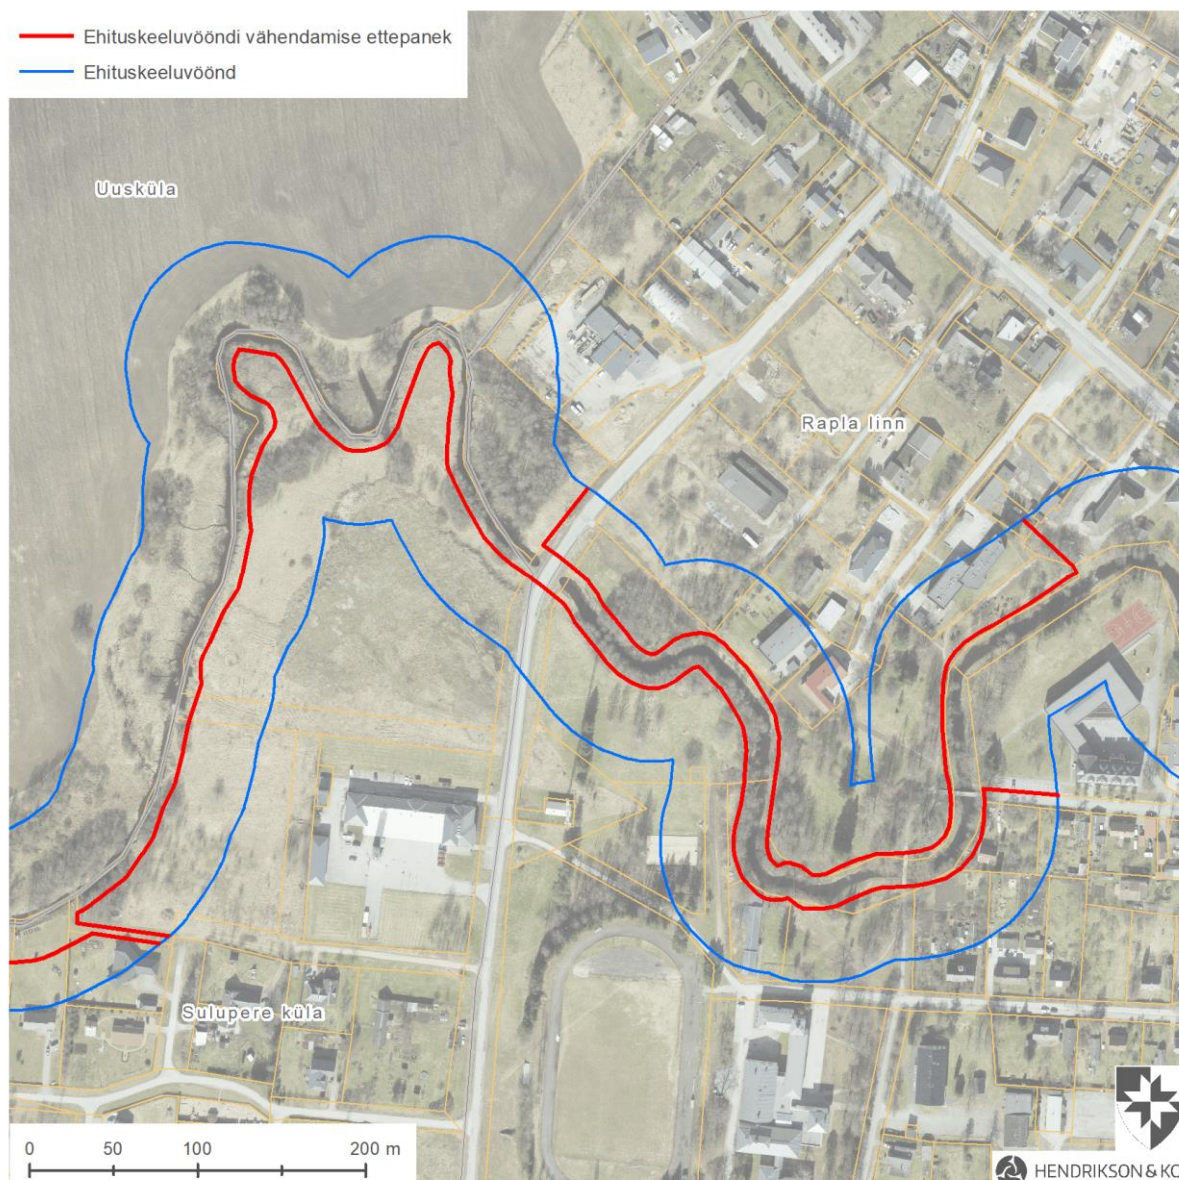 Ehituskeeluvööndi vähendamise ettepanek
Ehituskeeluvöönd
Uusküla
Rapla linn
Sulupere küla
0 50 100 200 m
HENDRIKSON & KO